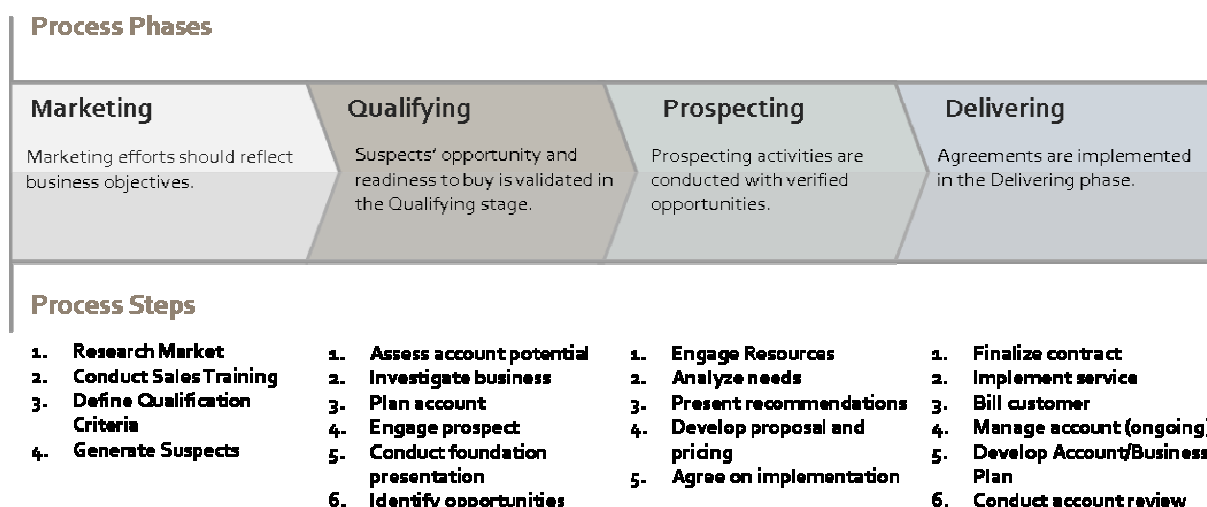 Process Phases
Marketing
Marketing efforts should reflect
business objectives.
Qualifying
Suspects' opportunity and
readiness to buy is validated in
the Qualifying stage.
Prospecting
Prospecting activities are
conducted with verified
opportunities.
Delivering
Agreements are implemented
in the Delivering phase.
Process Steps
1. Research Market
2. Conduct Sales Training
3. Define Qualification
Criteria
4. Generate Suspects
1. Assess account potential
2. Investigate business
3. Plan account
4. Engage prospect
5. Conduct foundation
presentation
6. Identify opportunities
1. Engage Resources
2. Analyze needs
3. Present recommendations
4. Develop proposal and
pricing
5. Agree on implementation
1. Finalize contract
2. Implement service
3. Bill customer
4. Manage account (ongoing)
5. Develop Account/Business
Plan
6. Conduct account review